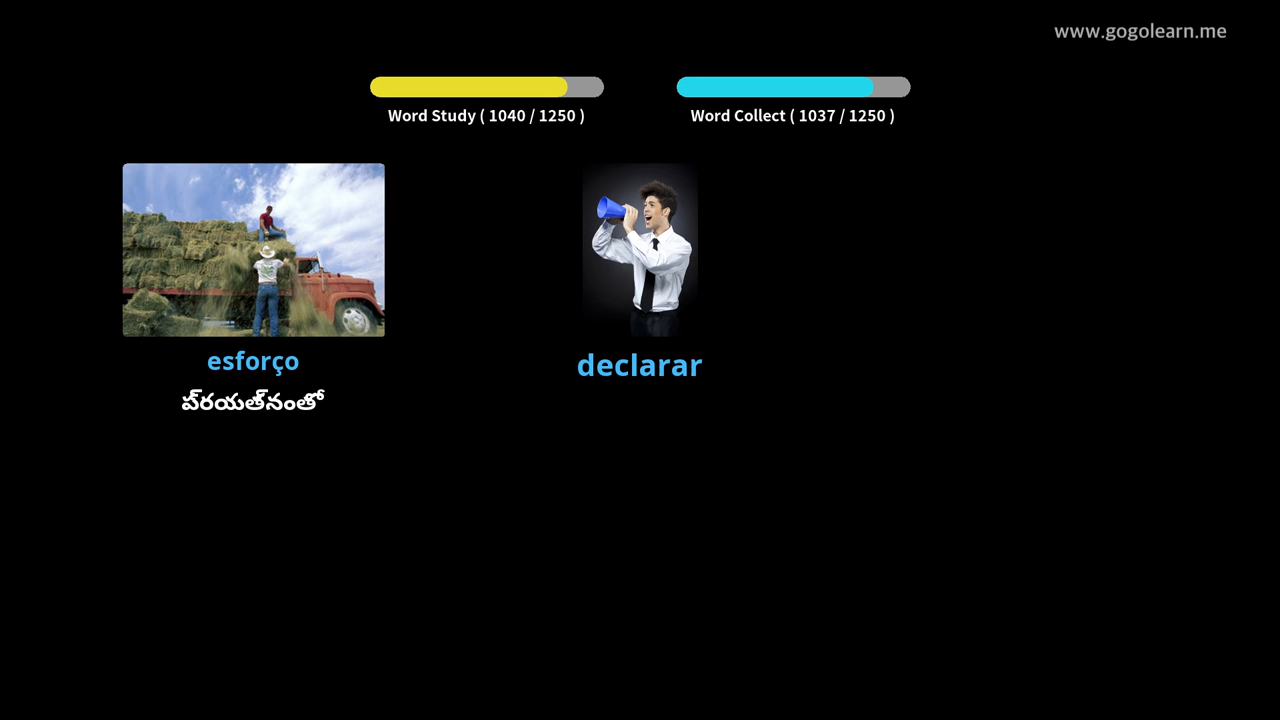 www.gogolearn.me
Word Study ( 1040 / 1250 )
Word Collect ( 1037 / 1250 )
esforço
ప్రయత్నంతో
declarar